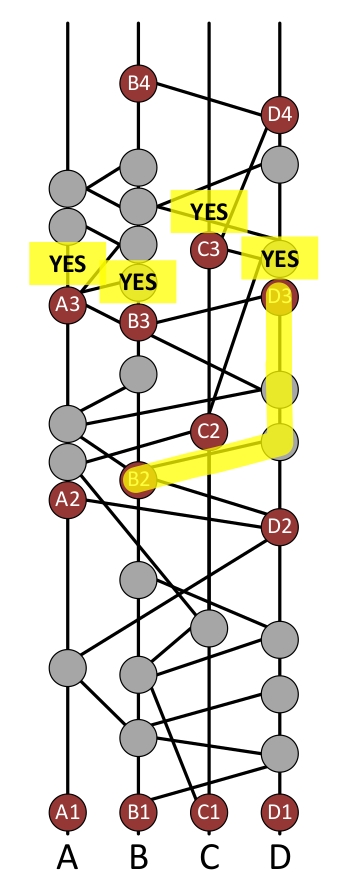 B4
D4
YES
C3
YES
YES
YES
A3
D3
B3
C2
B2
A2
D2
A1 B1 C1 D1
A B C D